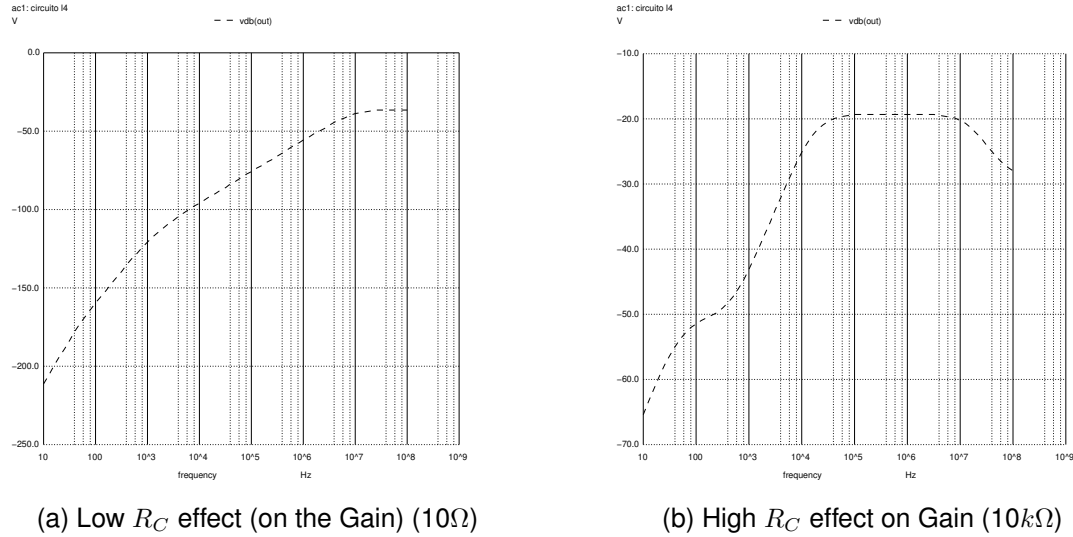 ac1: circuito l4
V
vdb(out)
0.0
−50.0
−100.0
−150.0
−200.0
−250.0
10 100 10^3 10^4 10^5 10^6 10^7 10^8 10^9
frequency Hz
(a) Low R_C effect (on the Gain) (10Ω)
ac1: circuito l4
V
vdb(out)
−10.0
−20.0
−30.0
−40.0
−50.0
−60.0
−70.0
10 100 10^3 10^4 10^5 10^6 10^7 10^8 10^9
frequency Hz
(b) High R_C effect on Gain (10kΩ)